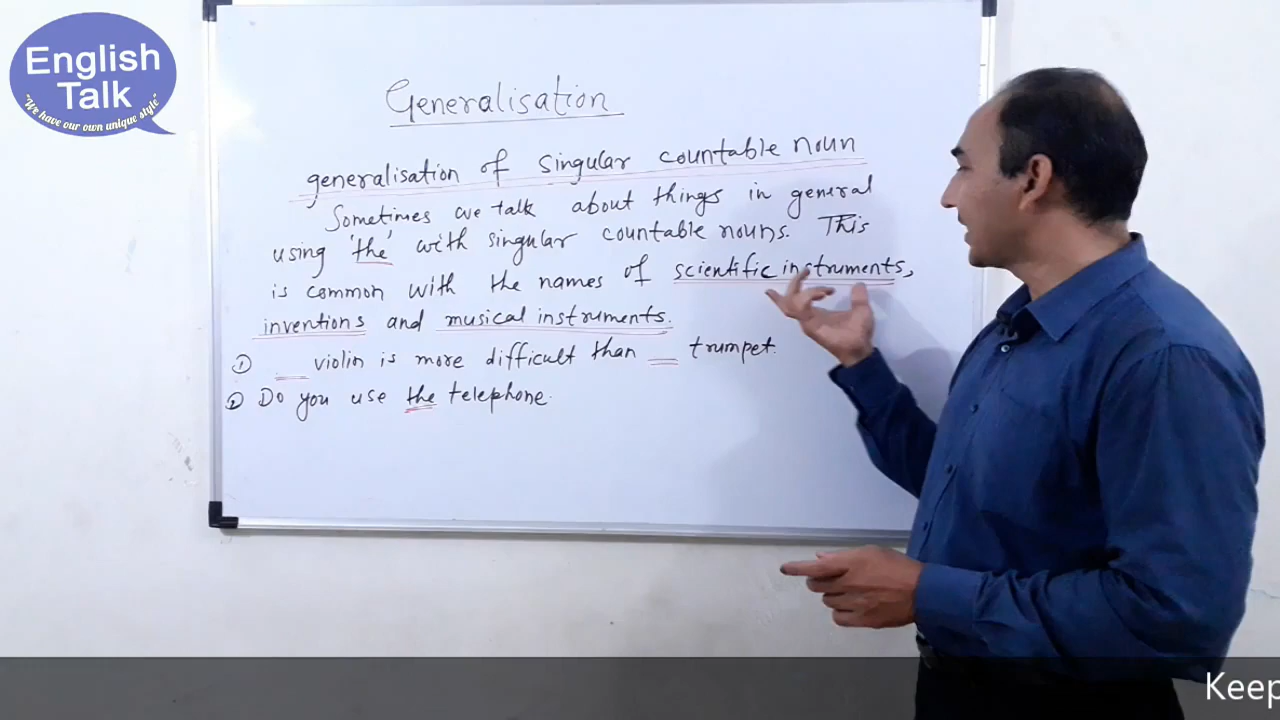 English
Talk
"We have our own unique style"
Generalisation
generalisation of singular countable noun
Sometimes we talk about things in general
using 'the' with singular countable nouns. This
is common with the names of scientific instruments,
inventions and musical instruments.
① __ violin is more difficult than __ trumpet.
② Do you use the telephone.
Keep